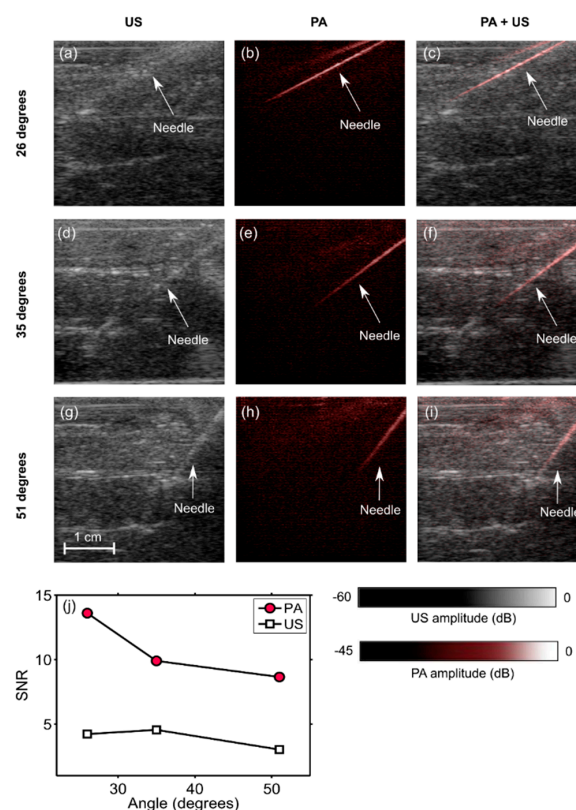 US PA PA + US
26 degrees
(a) (b) (c)
Needle Needle Needle
35 degrees
(d) (e) (f)
Needle Needle Needle
51 degrees
(g) (h) (i)
Needle Needle Needle
1 cm
(j)
PA
US
15
10
5
SNR
30 40 50
Angle (degrees)
-60 0
US amplitude (dB)
-45 0
PA amplitude (dB)